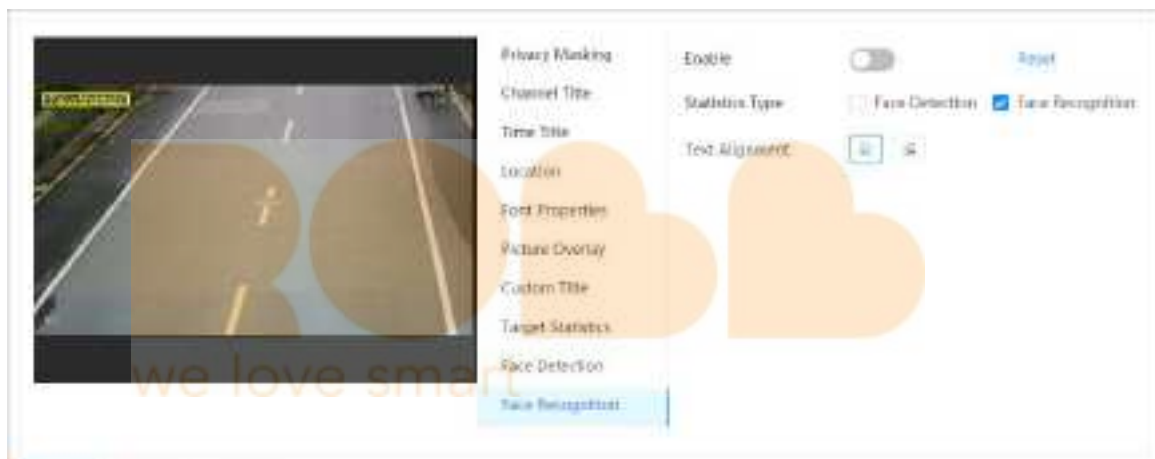 Privacy Masking
Channel Title
Time Title
Location
Font Properties
Picture Overlay
Custom Title
Target Statistics
Face Detection
Face Recognition
Enable
Reset
Statistics Type
Face Detection
Face Recognition
Text Alignment
ROBB
we love smart